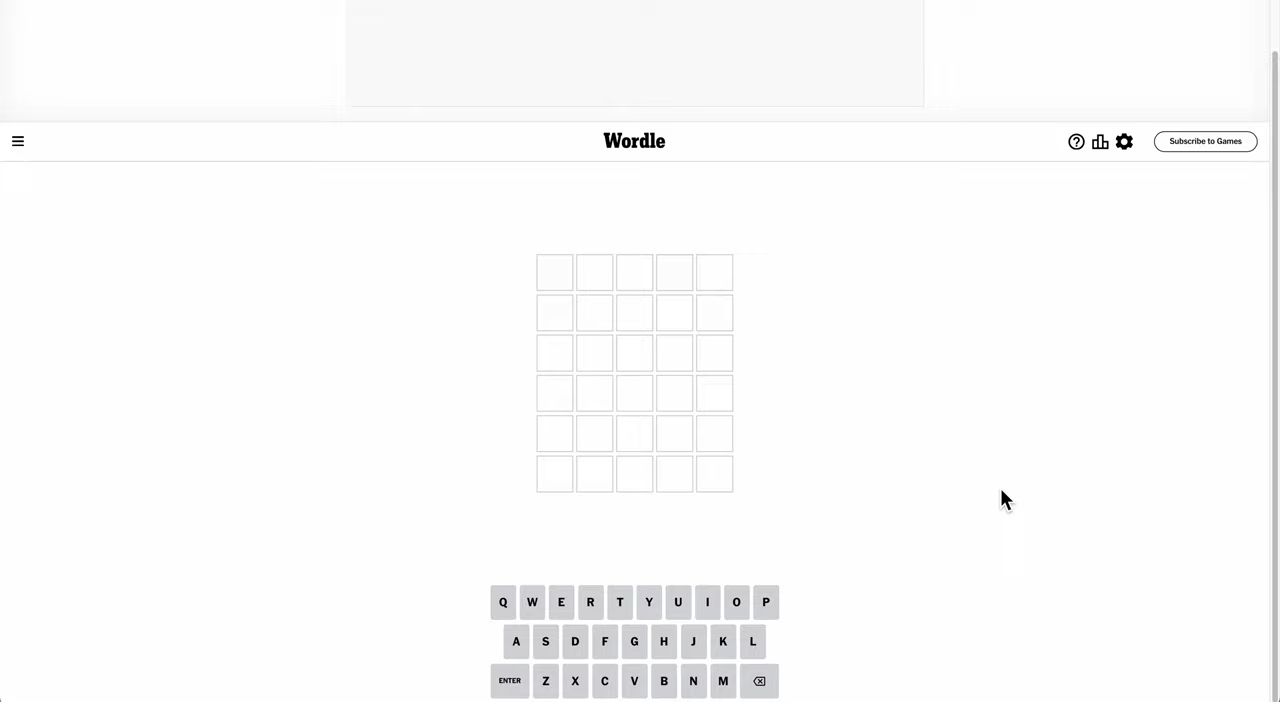 Wordle
Subscribe to Games
Q W E R T Y U I O P
A S D F G H J K L
ENTER Z X C V B N M